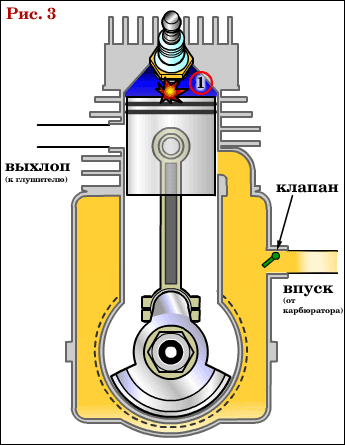 Рис. 3
1
выхлоп
(к глушителю)
клапан
впуск
(от
карбюратора)